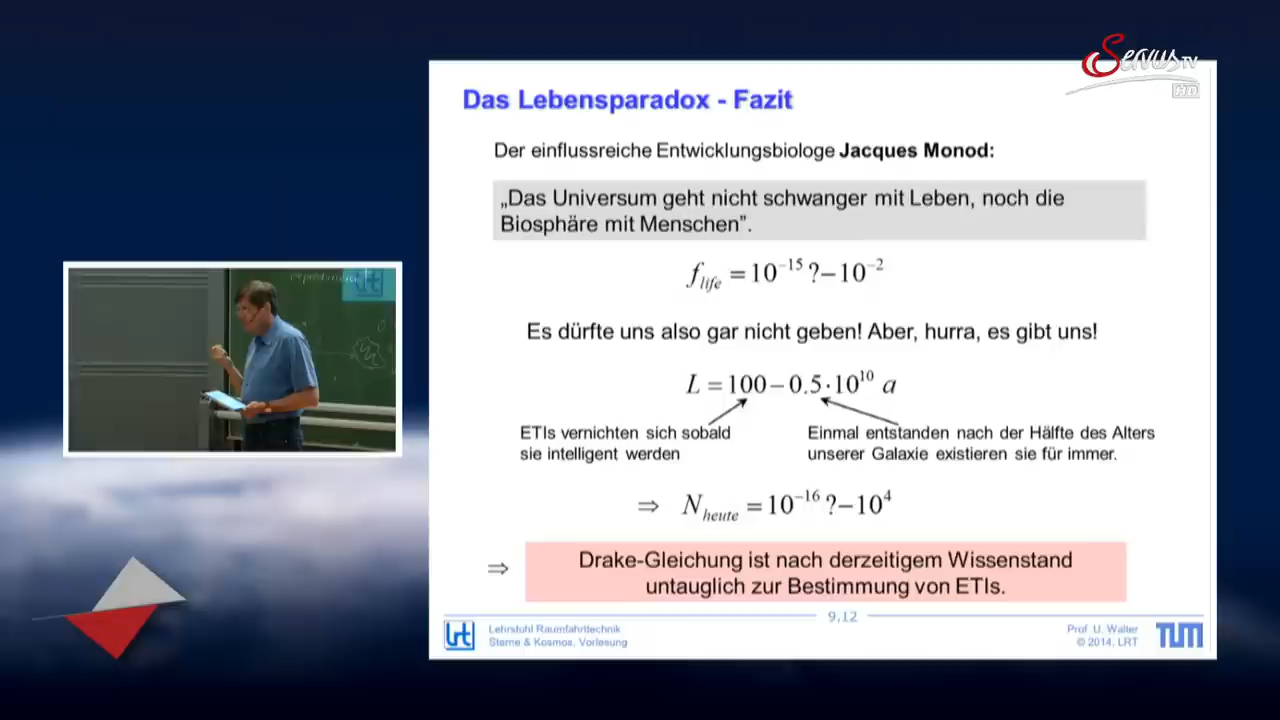 Servus TV
HD
Das Lebensparadox - Fazit
Der einflussreiche Entwicklungsbiologe Jacques Monod:
„Das Universum geht nicht schwanger mit Leben, noch die
Biosphäre mit Menschen”.
f_life = 10^−15 ?− 10^−2
Es dürfte uns also gar nicht geben! Aber, hurra, es gibt uns!
L = 100 − 0.5·10^10 a
ETIs vernichten sich sobald
sie intelligent werden
Einmal entstanden nach der Hälfte des Alters
unserer Galaxie existieren sie für immer.
⇒ N_heute = 10^−16 ?− 10^4
⇒ Drake-Gleichung ist nach derzeitigem Wissenstand
untauglich zur Bestimmung von ETIs.
9,12
lrt
Lehrstuhl Raumfahrttechnik
Sterne & Kosmos, Vorlesung
Prof. U. Walter
© 2014, LRT
TUM